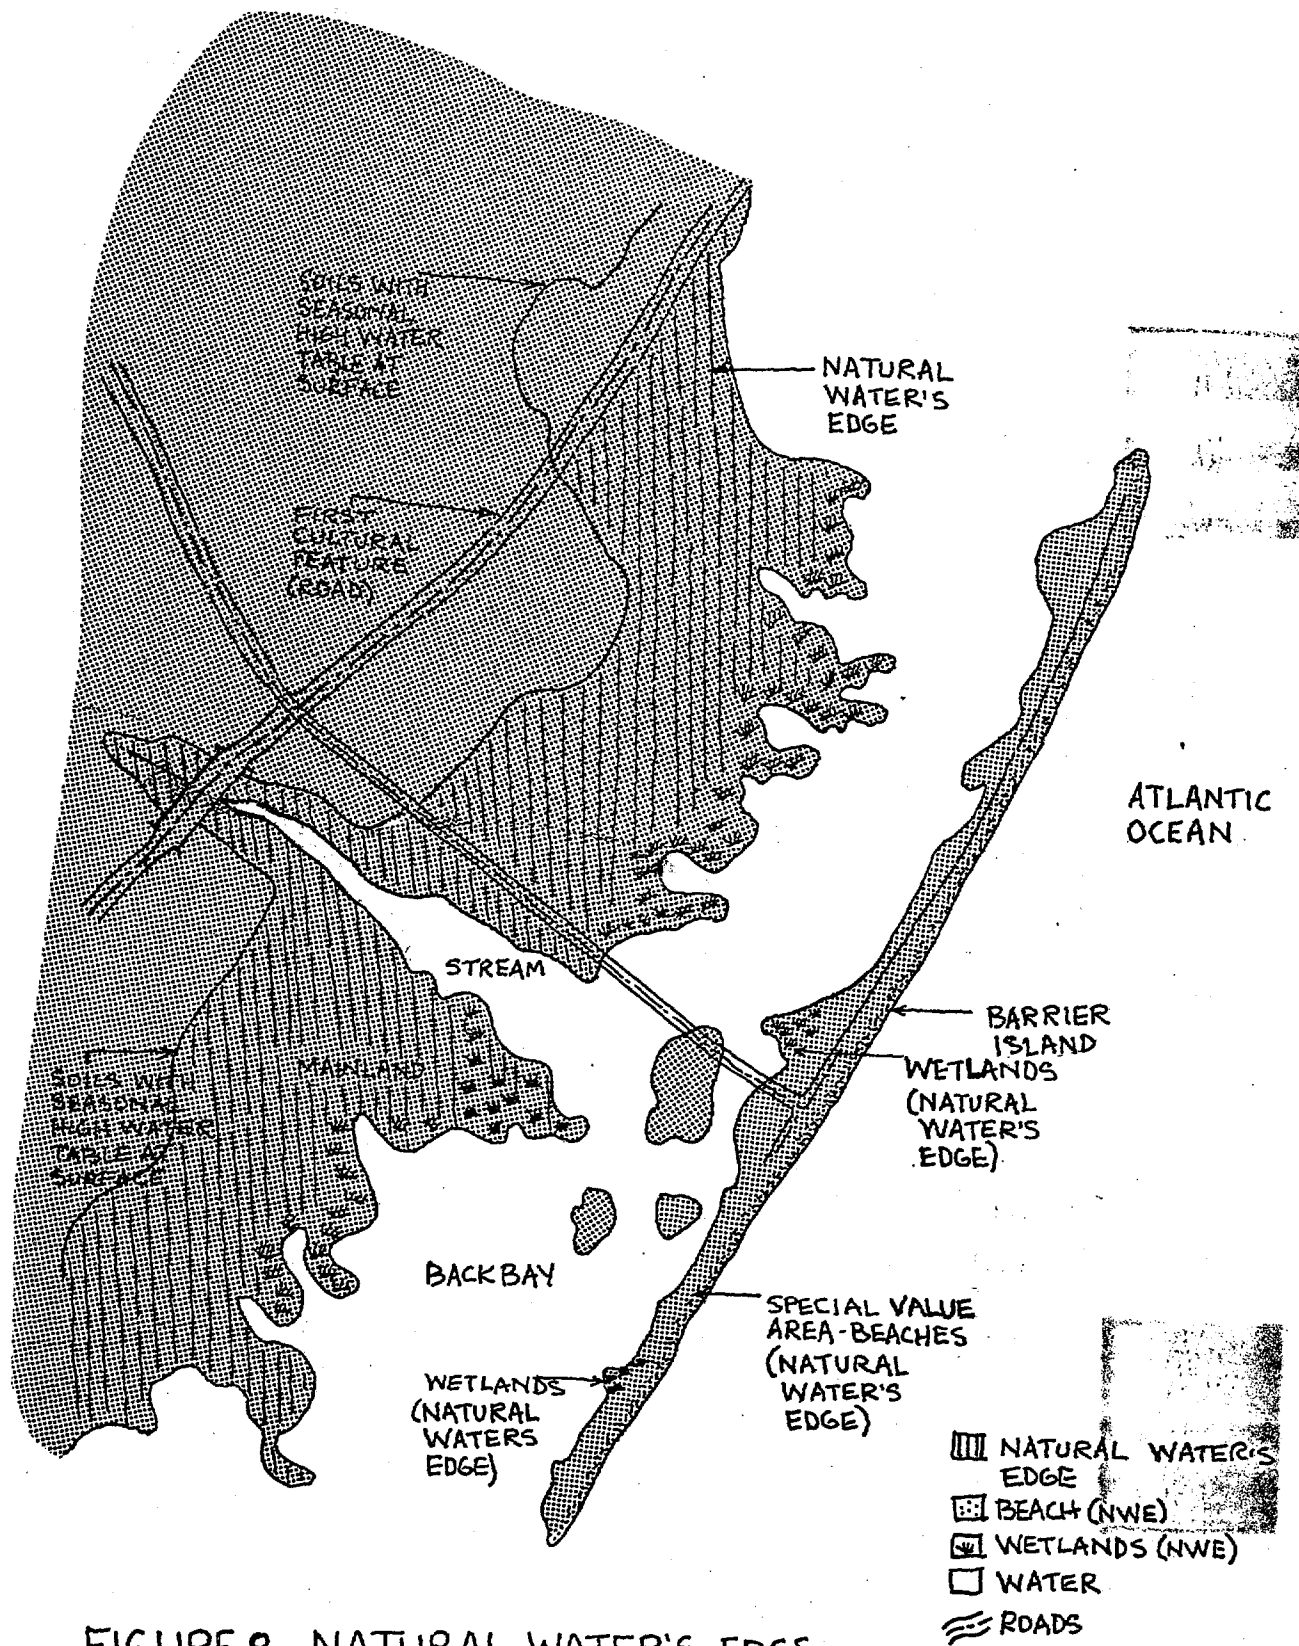 SOILS WITH
SEASONAL
HIGH WATER
TABLE AT
SURFACE
NATURAL
WATER'S
EDGE
FIRST
CULTURAL
FEATURE
(ROAD)
ATLANTIC
OCEAN
STREAM
BARRIER
ISLAND
WETLANDS
(NATURAL
WATER'S
EDGE)
MAINLAND
SOILS WITH
SEASONAL
HIGH WATER
TABLE AT
SURFACE
BACKBAY
SPECIAL VALUE
AREA-BEACHES
(NATURAL
WATER'S
EDGE)
WETLANDS
(NATURAL
WATERS
EDGE)
NATURAL WATER'S
EDGE
BEACH (NWE)
WETLANDS (NWE)
WATER
ROADS
FIGURE 8 NATURAL WATER'S EDGE